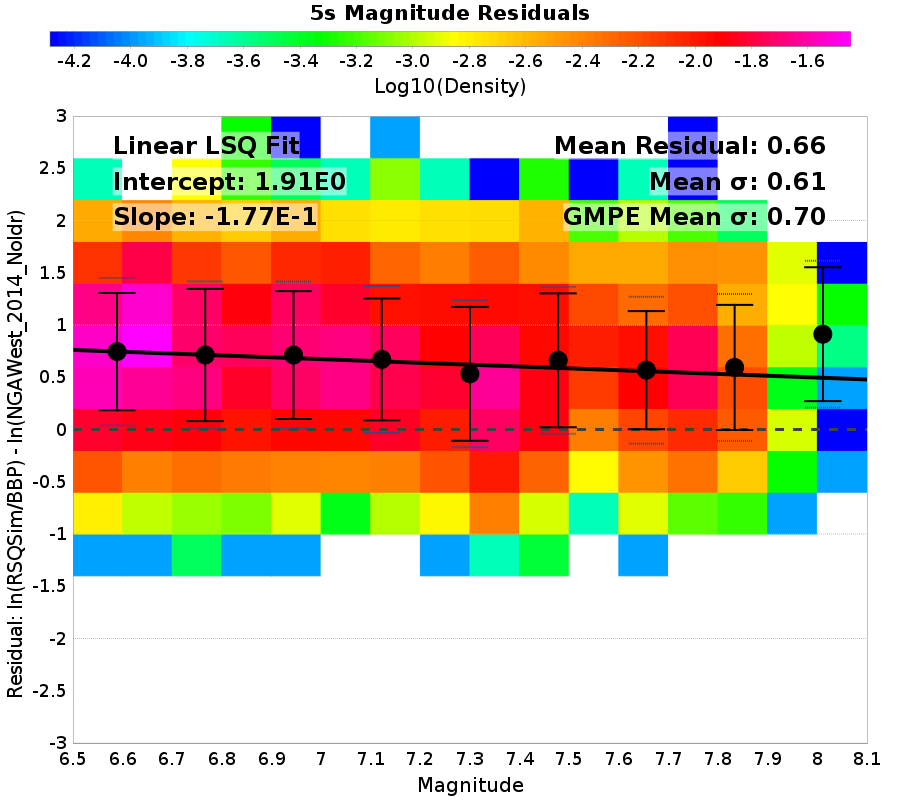 5s Magnitude Residuals
-4.2 -4.0 -3.8 -3.6 -3.4 -3.2 -3.0 -2.8 -2.6 -2.4 -2.2 -2.0 -1.8 -1.6
Log10(Density)
Linear LSQ Fit
Intercept: 1.91E0
Slope: -1.77E-1
Mean Residual: 0.66
Mean σ: 0.61
GMPE Mean σ: 0.70
Residual: ln(RSQSim/BBP) - ln(NGAWest_2014_NoIdr)
3
2.5
2
1.5
1
0.5
0
-0.5
-1
-1.5
-2
-2.5
-3
6.5 6.6 6.7 6.8 6.9 7 7.1 7.2 7.3 7.4 7.5 7.6 7.7 7.8 7.9 8 8.1
Magnitude